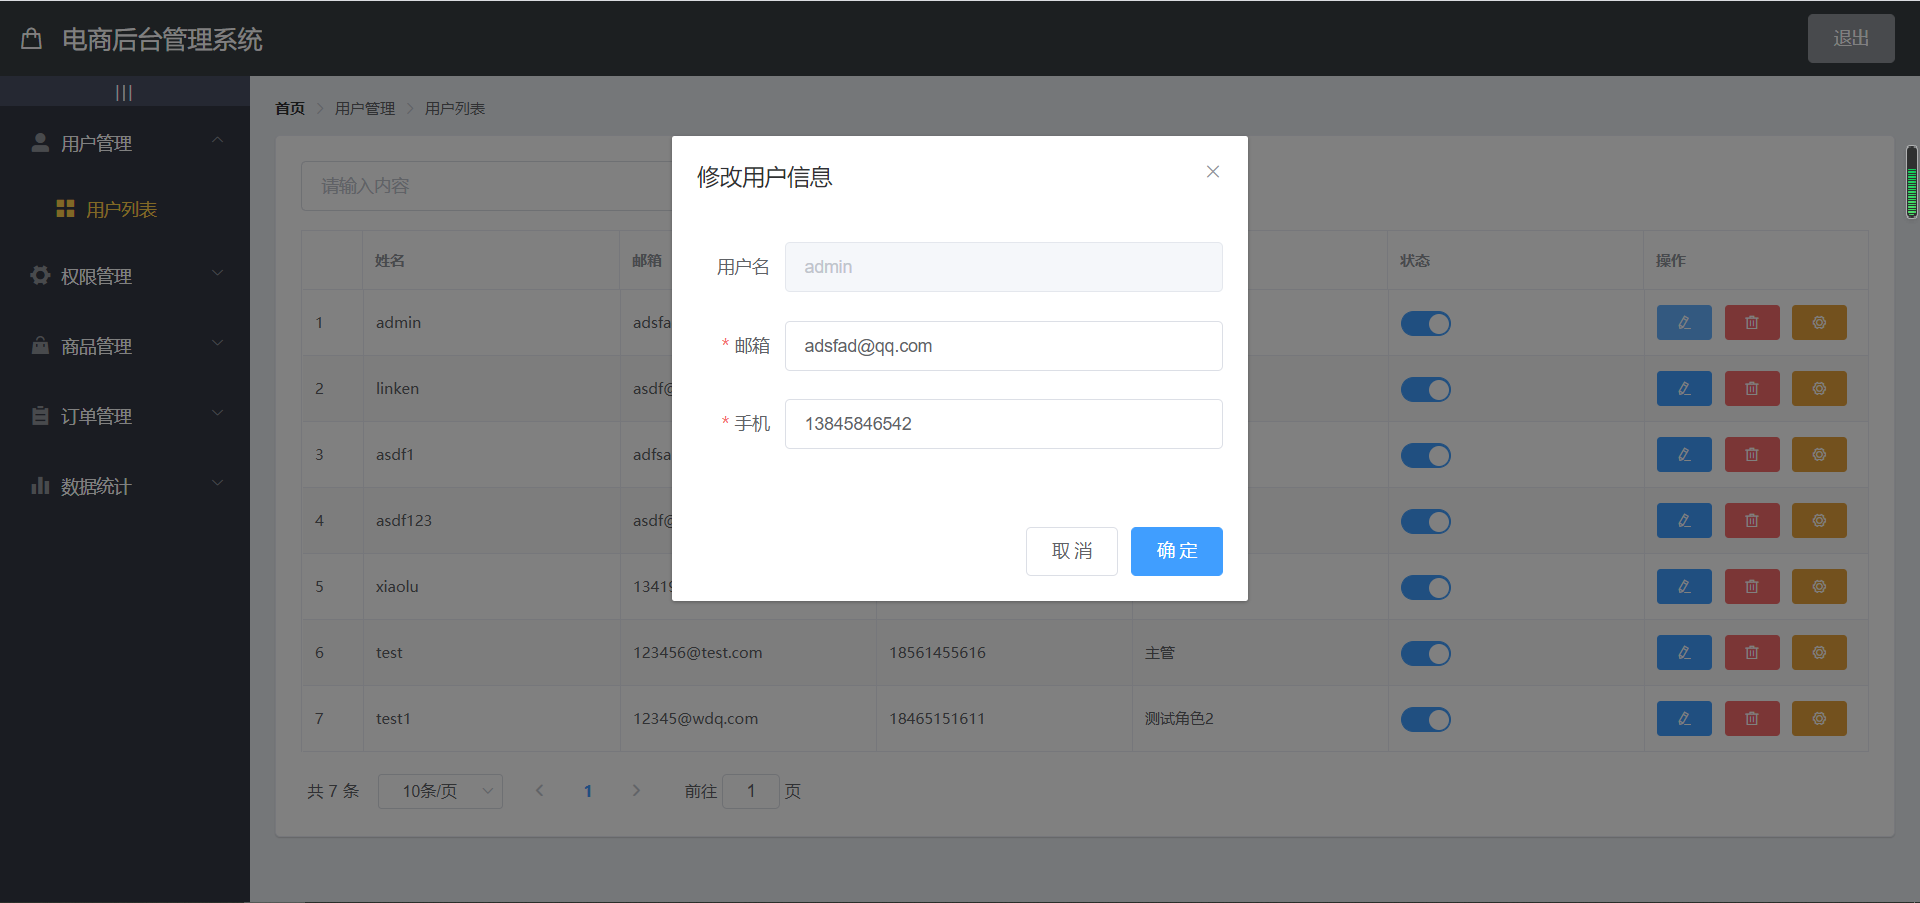 电商后台管理系统
退出
|||
首页 用户管理 用户列表
用户管理
用户列表
权限管理
商品管理
订单管理
数据统计
请输入内容
修改用户信息
用户名 admin
* 邮箱 adsfad@qq.com
* 手机 13845846542
取 消 确 定
姓名 邮箱 状态 操作
1 admin adsfa
2 linken asdf@
3 asdf1 adfsa
4 asdf123 asdf@
5 xiaolu 13419
6 test 123456@test.com 18561455616 主管
7 test1 12345@wdq.com 18465151611 测试角色2
共 7 条 10条/页 1 前往 1 页